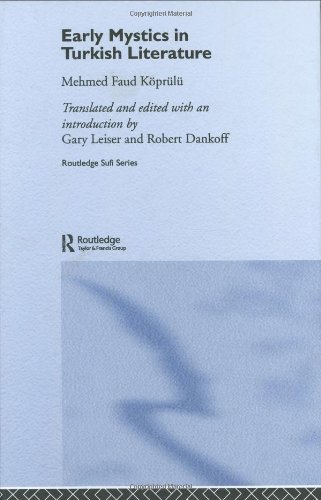 Early Mystics in
Turkish Literature
Mehmed Faud Köprülü
Translated and edited with an
introduction by
Gary Leiser and Robert Dankoff
Routledge Sufi Series
R Routledge
Taylor & Francis Group